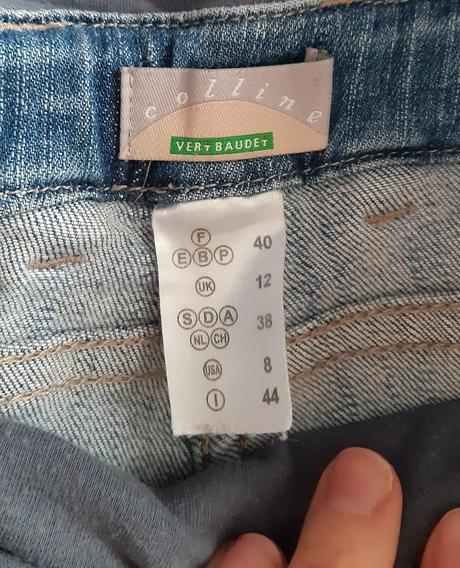 colline
VERTBAUDET
F
E B P 40
UK 12
S D A 38
NL CH
USA 8
I 44